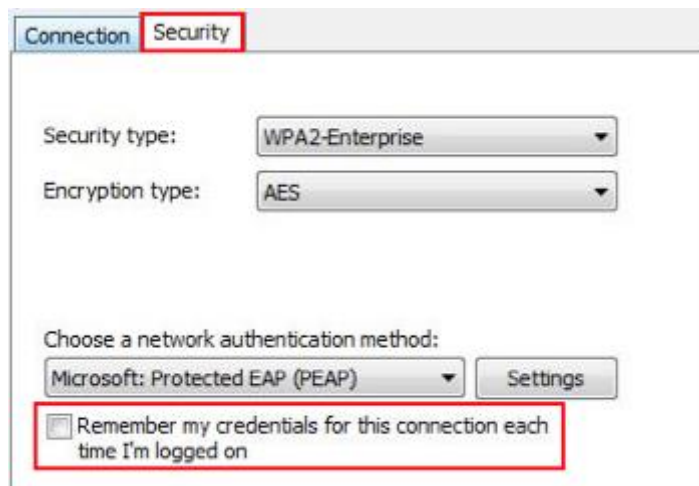 Connection Security
Security type: WPA2-Enterprise
Encryption type: AES
Choose a network authentication method:
Microsoft: Protected EAP (PEAP) Settings
Remember my credentials for this connection each
time I'm logged on